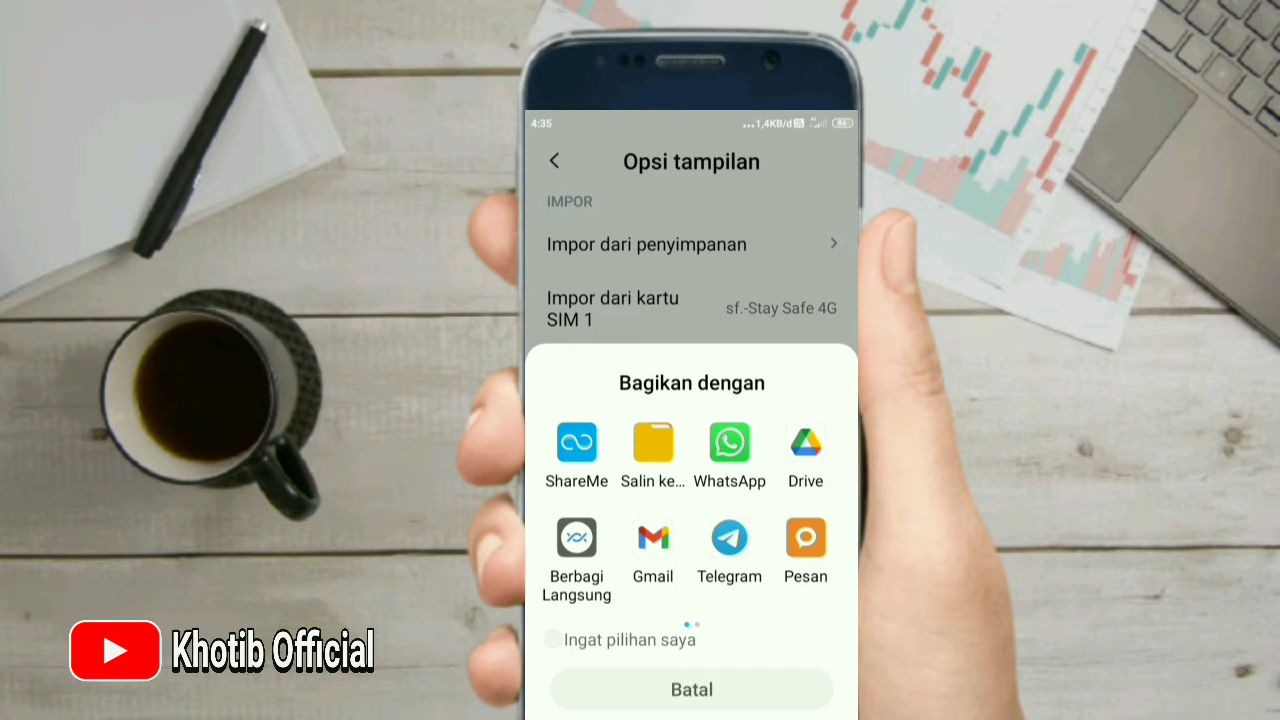 4:35
...1,4KB/d
86
Opsi tampilan
IMPOR
Impor dari penyimpanan
Impor dari kartu
SIM 1
sf.-Stay Safe 4G
Bagikan dengan
ShareMe
Salin ke...
WhatsApp
Drive
Berbagi
Langsung
Gmail
Telegram
Pesan
Ingat pilihan saya
Batal
Khotib Official